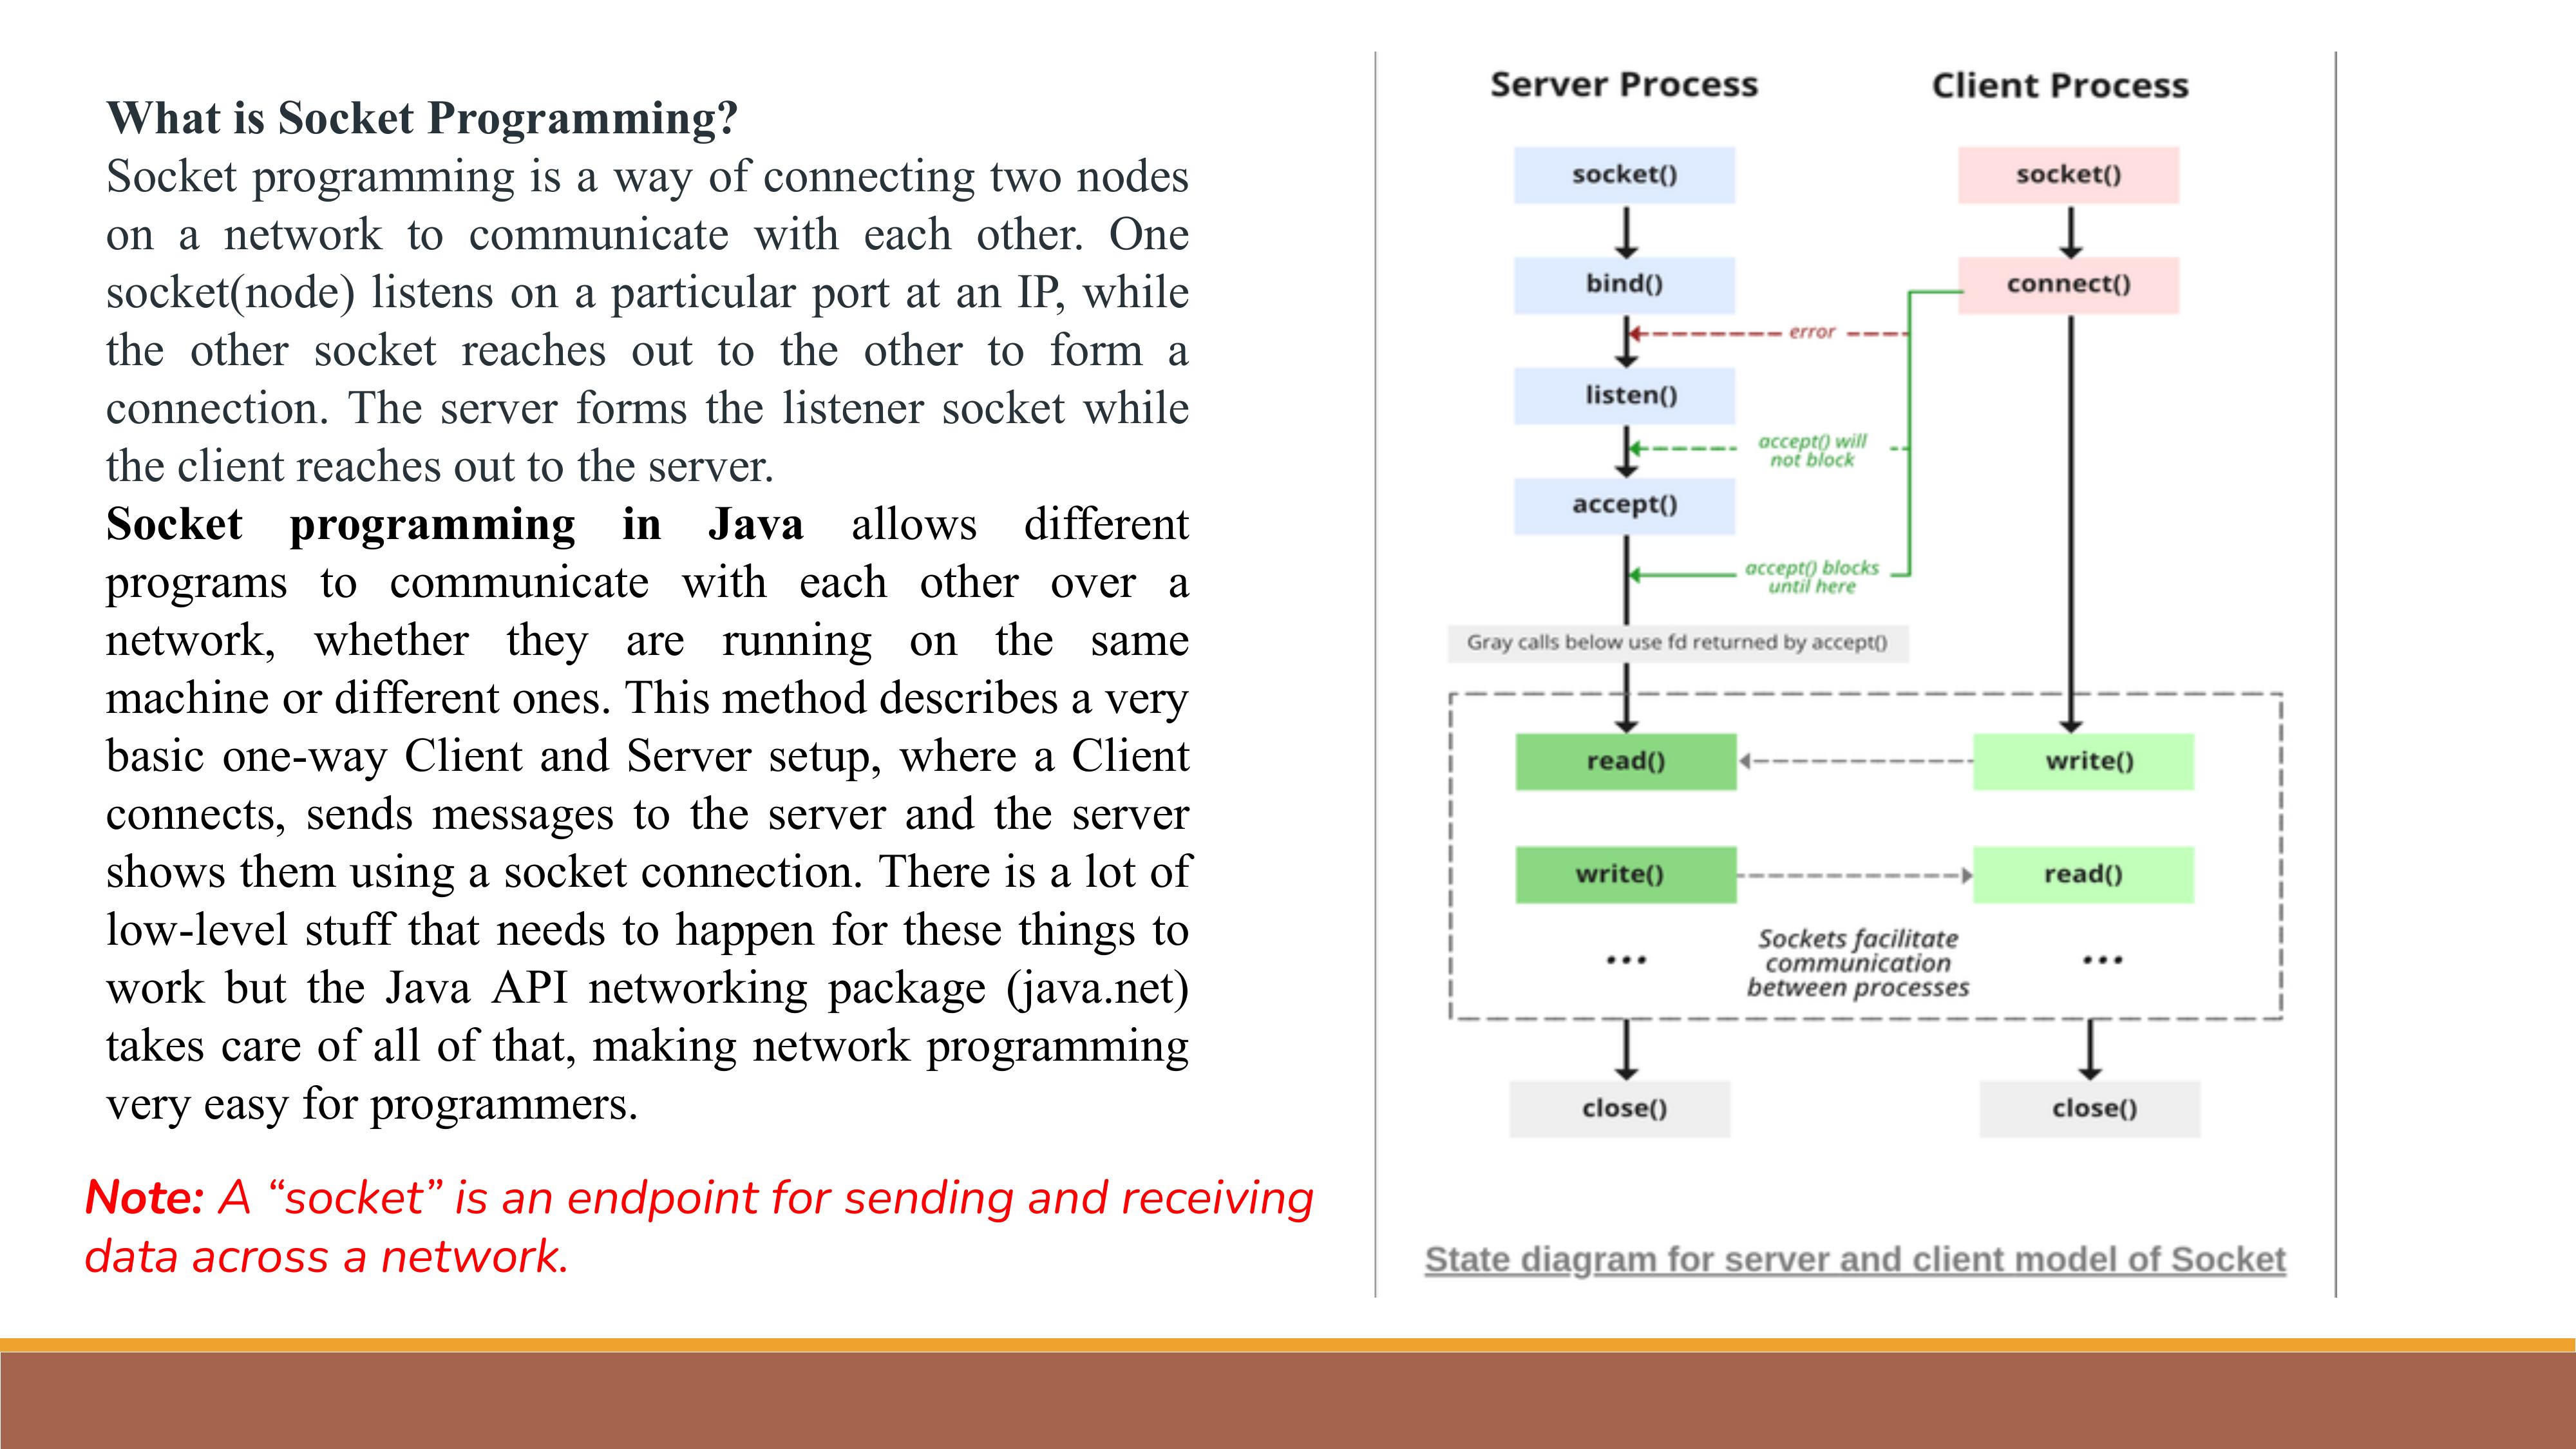 What is Socket Programming?
Socket programming is a way of connecting two nodes
on a network to communicate with each other. One
socket(node) listens on a particular port at an IP, while
the other socket reaches out to the other to form a
connection. The server forms the listener socket while
the client reaches out to the server.
Socket programming in Java allows different
programs to communicate with each other over a
network, whether they are running on the same
machine or different ones. This method describes a very
basic one-way Client and Server setup, where a Client
connects, sends messages to the server and the server
shows them using a socket connection. There is a lot of
low-level stuff that needs to happen for these things to
work but the Java API networking package (java.net)
takes care of all of that, making network programming
very easy for programmers.
Note: A “socket” is an endpoint for sending and receiving
data across a network.
Server Process
Client Process
socket()
socket()
bind()
connect()
error
listen()
accept() will
not block
accept()
accept() blocks
until here
Gray calls below use fd returned by accept()
read()
write()
write()
read()
Sockets facilitate
communication
between processes
...
...
close()
close()
State diagram for server and client model of Socket